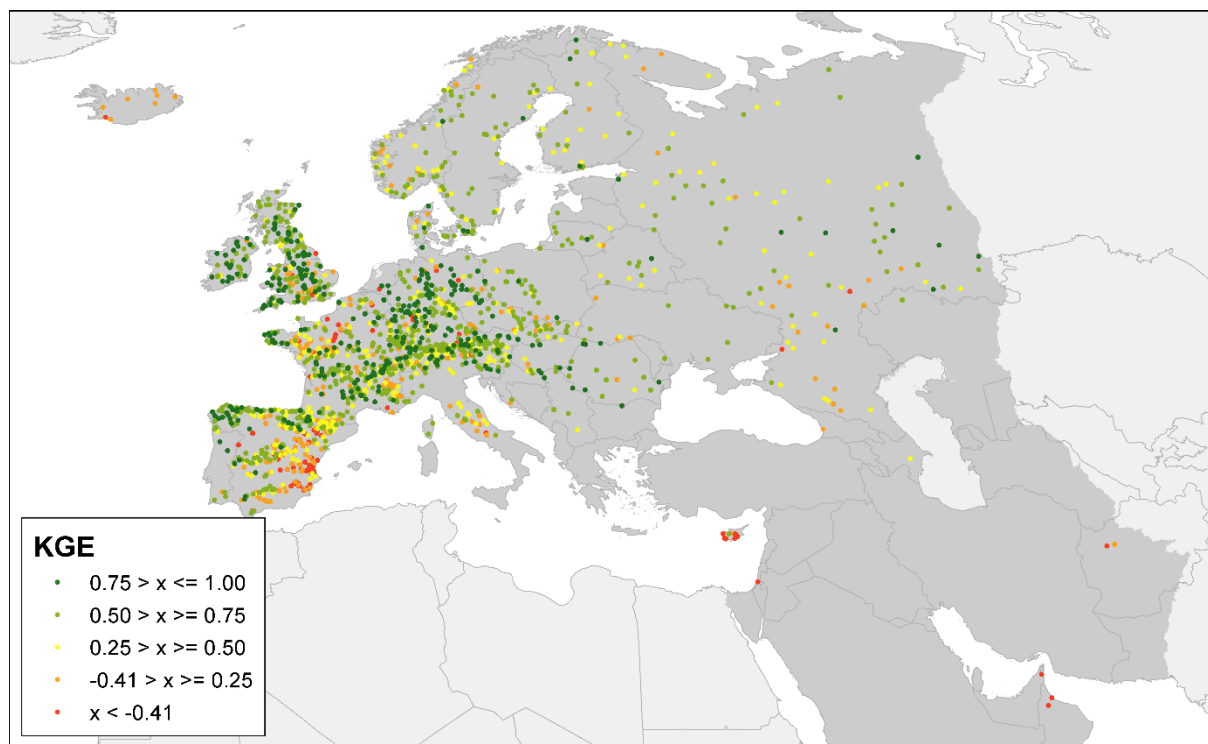 KGE
0.75 > x <= 1.00
0.50 > x >= 0.75
0.25 > x >= 0.50
-0.41 > x >= 0.25
x < -0.41